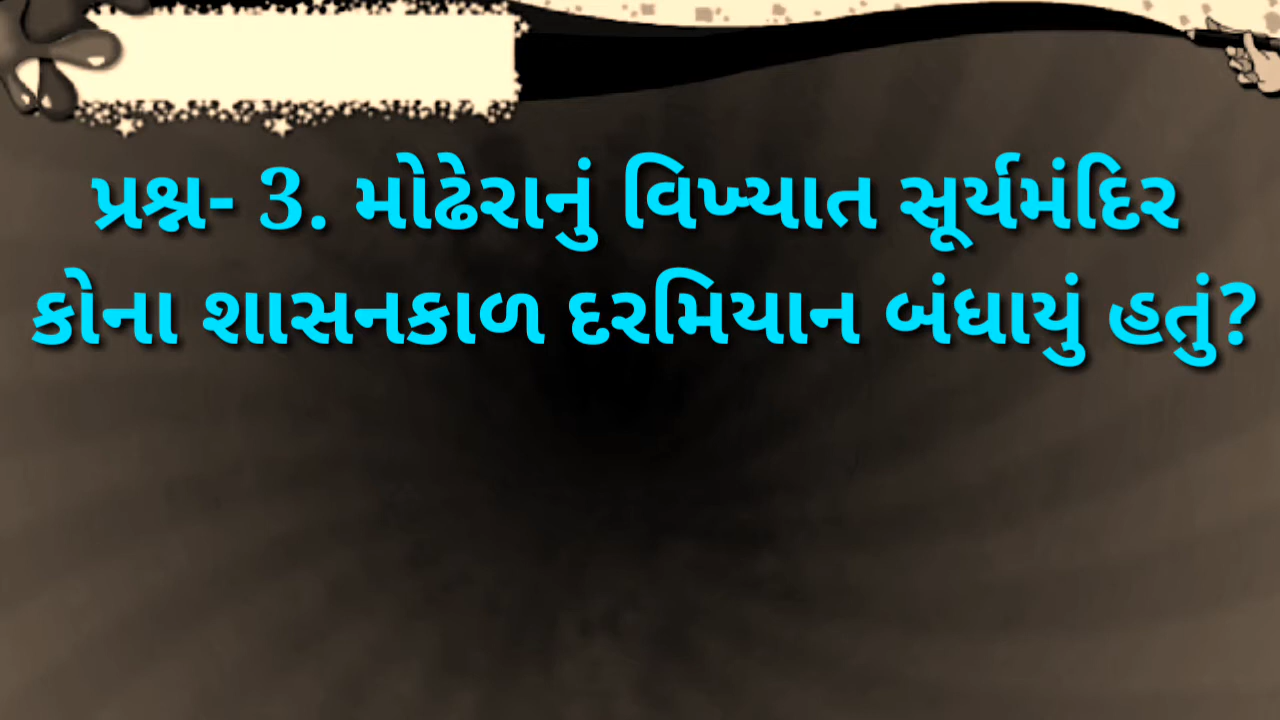 પ્રશ્ન- 3. મોઢેરાનું વિખ્યાત સૂર્યમંદિર
કોના શાસનકાળ દરમિયાન બંધાયું હતું?